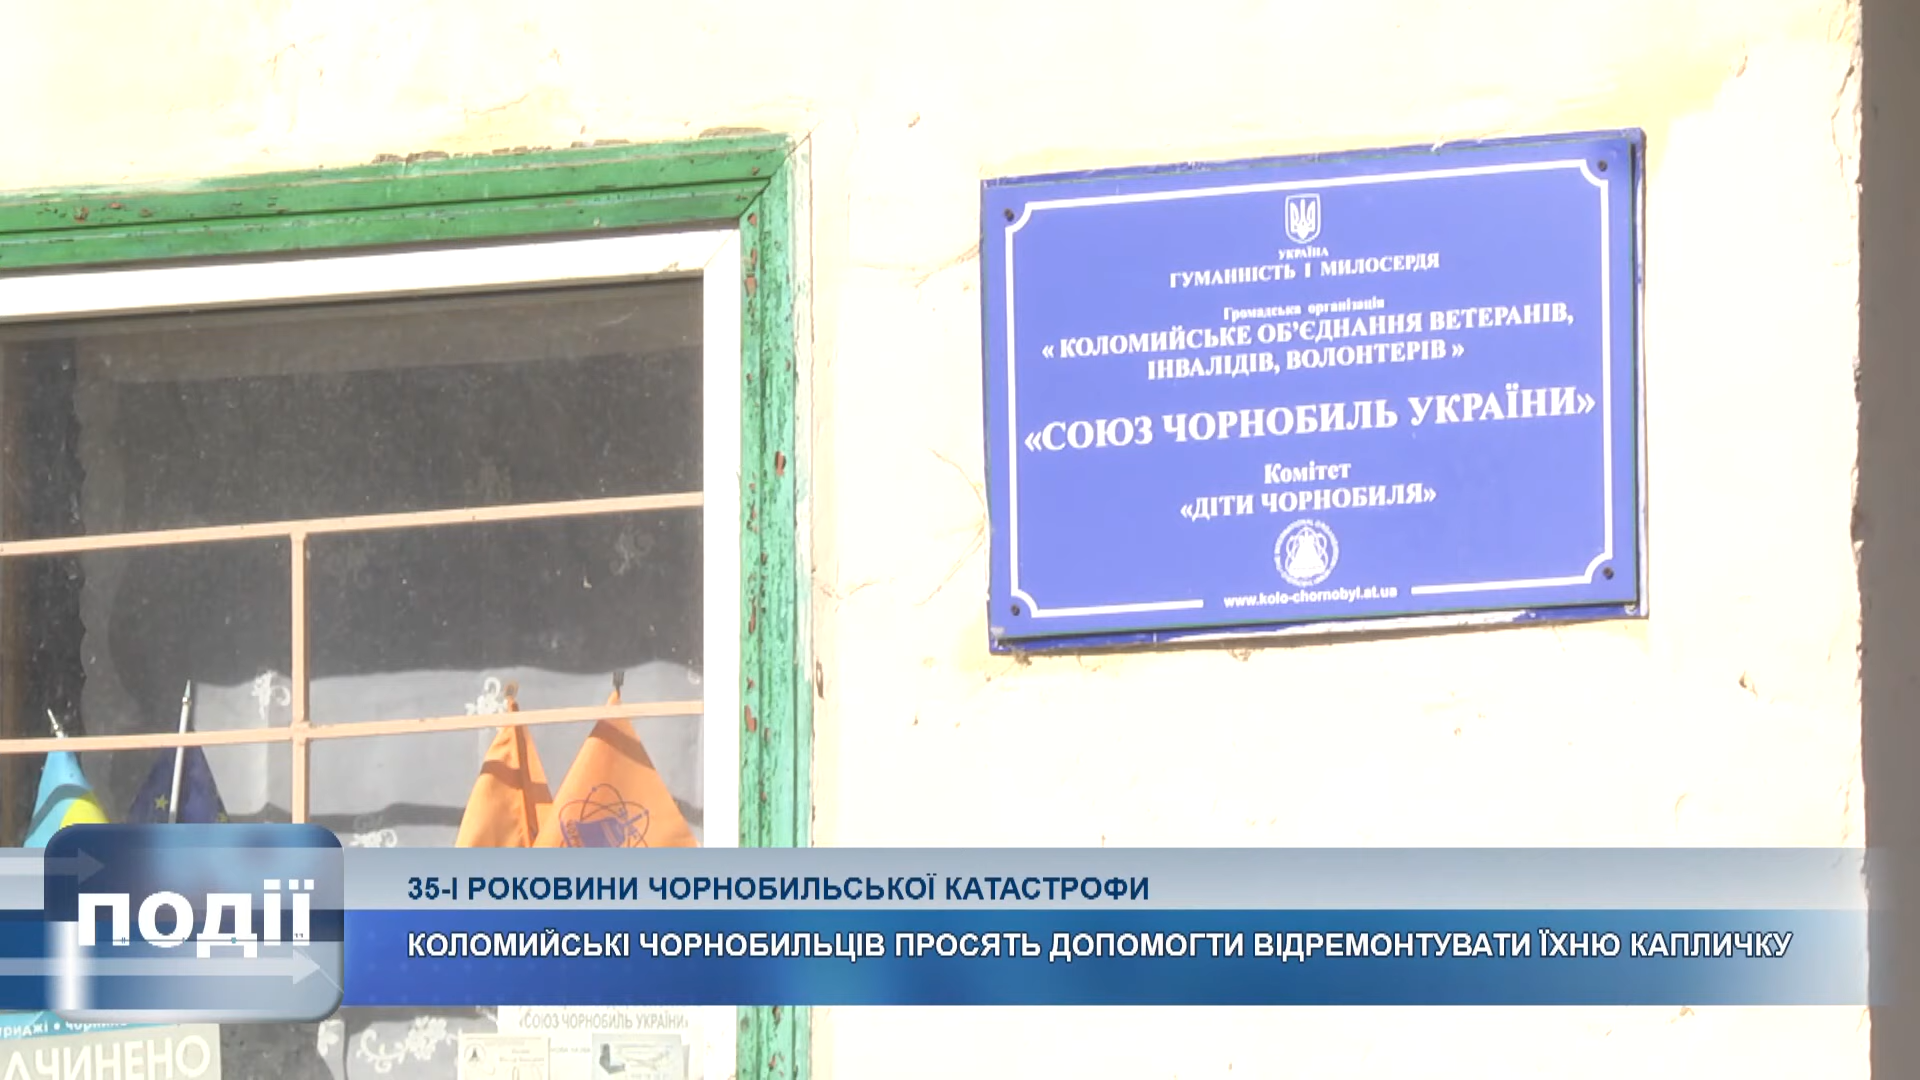 УКРАЇНА
ГУМАННІСТЬ І МИЛОСЕРДЯ
Громадська організація
« КОЛОМИЙСЬКЕ ОБ’ЄДНАННЯ ВЕТЕРАНІВ,
ІНВАЛІДІВ, ВОЛОНТЕРІВ »
«СОЮЗ ЧОРНОБИЛЬ УКРАЇНИ»
Комітет
«ДІТИ ЧОРНОБИЛЯ»
www.kolo-chornobyl.at.ua
події
35-І РОКОВИНИ ЧОРНОБИЛЬСЬКОЇ КАТАСТРОФИ
КОЛОМИЙСЬКІ ЧОРНОБИЛЬЦІВ ПРОСЯТЬ ДОПОМОГТИ ВІДРЕМОНТУВАТИ ЇХНЮ КАПЛИЧКУ
«СОЮЗ ЧОРНОБИЛЬ УКРАЇНИ»
АЧИНЕНО